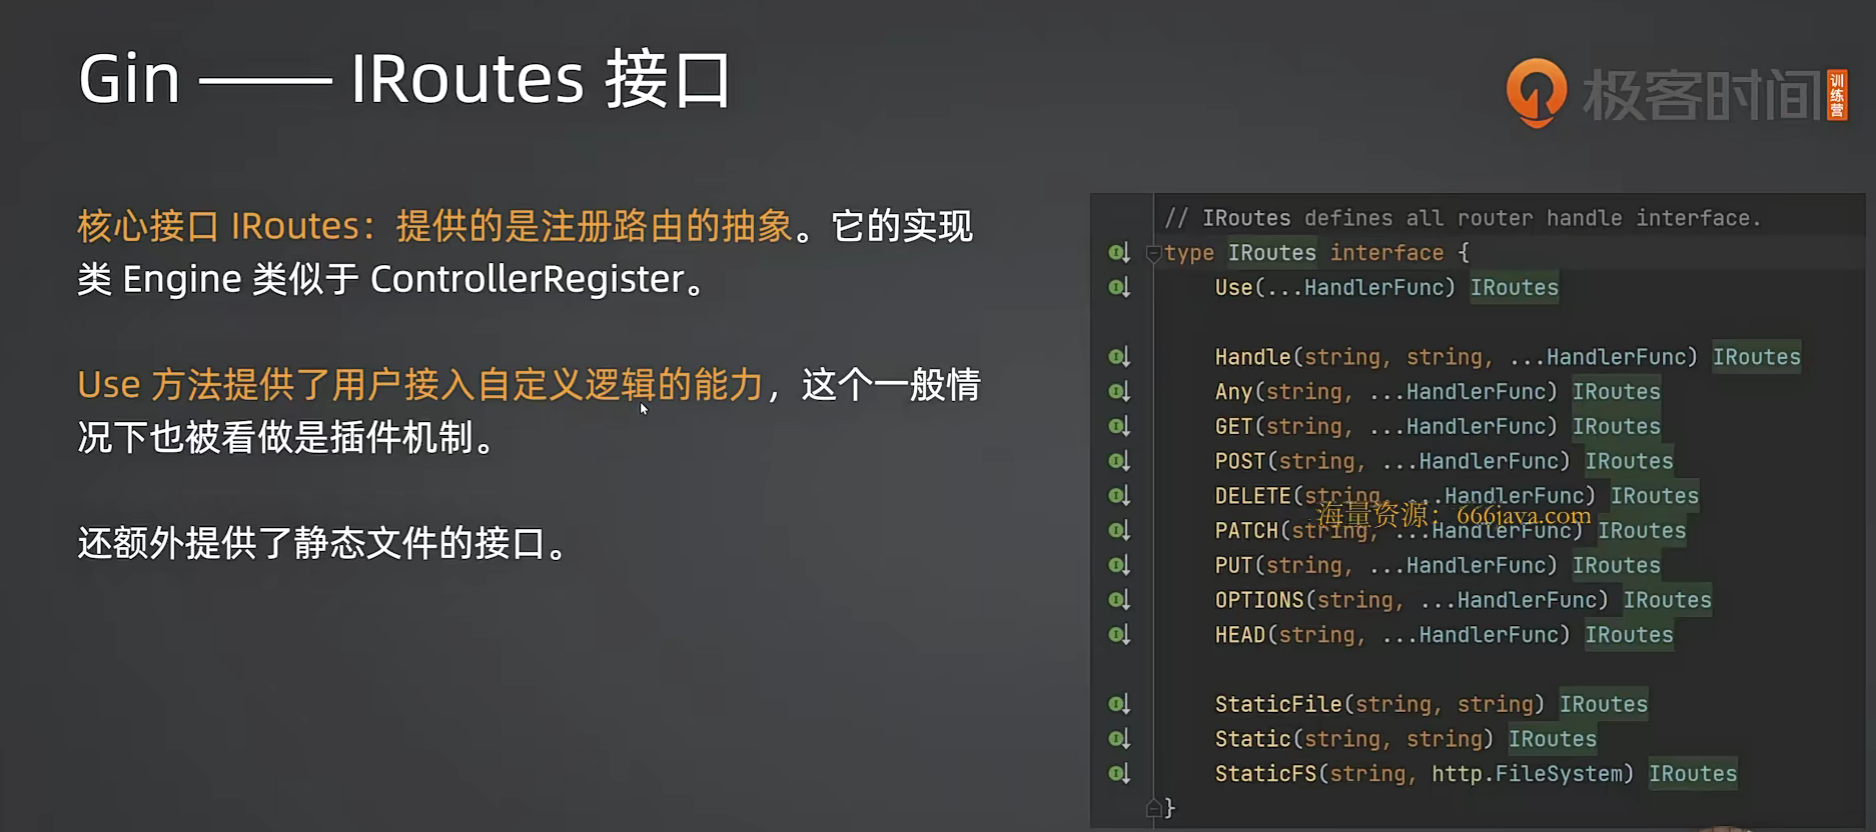 Gin —— IRoutes 接口
极客时间
训练营
核心接口 IRoutes：提供的是注册路由的抽象。它的实现
类 Engine 类似于 ControllerRegister。
Use 方法提供了用户接入自定义逻辑的能力，这个一般情
况下也被看做是插件机制。
还额外提供了静态文件的接口。
// IRoutes defines all router handle interface.
type IRoutes interface {
Use(...HandlerFunc) IRoutes
Handle(string, string, ...HandlerFunc) IRoutes
Any(string, ...HandlerFunc) IRoutes
GET(string, ...HandlerFunc) IRoutes
POST(string, ...HandlerFunc) IRoutes
DELETE(string, ...HandlerFunc) IRoutes
海量资源：666java.com
PATCH(string, ...HandlerFunc) IRoutes
PUT(string, ...HandlerFunc) IRoutes
OPTIONS(string, ...HandlerFunc) IRoutes
HEAD(string, ...HandlerFunc) IRoutes
StaticFile(string, string) IRoutes
Static(string, string) IRoutes
StaticFS(string, http.FileSystem) IRoutes
}